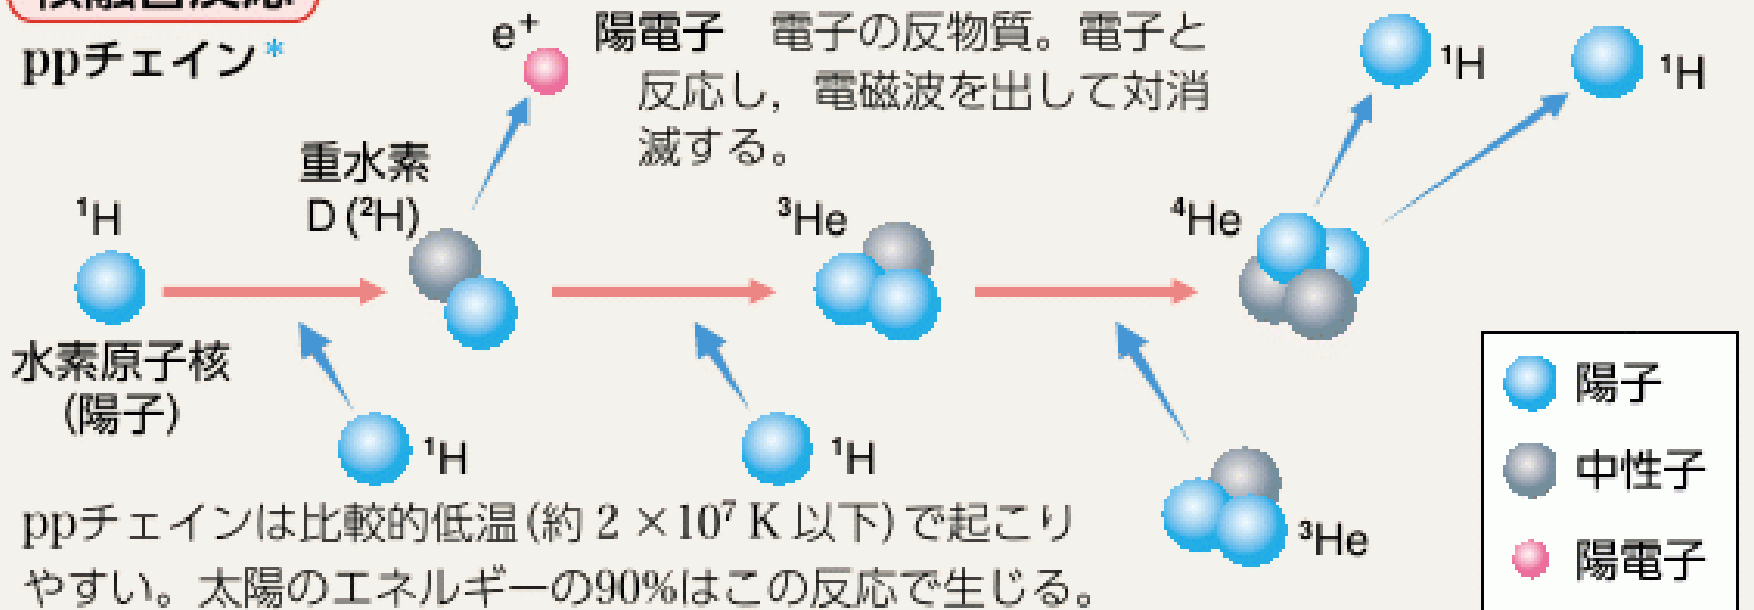 核融合反応
ppチェイン*
e⁺
陽電子 電子の反物質。電子と
反応し，電磁波を出して対消
滅する。
¹H
¹H
重水素
D(²H)
¹H
³He
⁴He
水素原子核
(陽子)
¹H
¹H
³He
陽子
中性子
陽電子
ppチェインは比較的低温(約 2 ×10⁷ K 以下)で起こり
やすい。太陽のエネルギーの90%はこの反応で生じる。